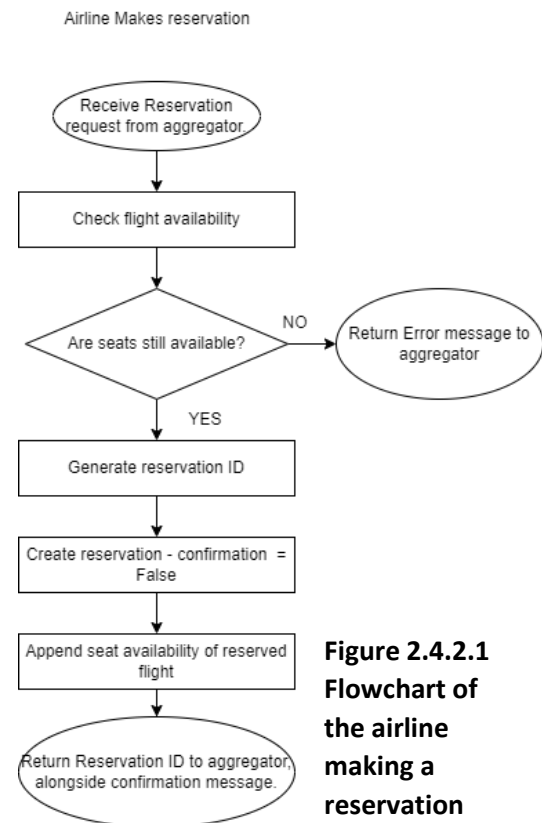 Airline Makes reservation
Receive Reservation
request from aggregator.
Check flight availability
Are seats still available?
NO
Return Error message to
aggregator
YES
Generate reservation ID
Create reservation - confirmation =
False
Append seat availability of reserved
flight
Return Reservation ID to aggregator,
alongside confirmation message.
Figure 2.4.2.1
Flowchart of
the airline
making a
reservation